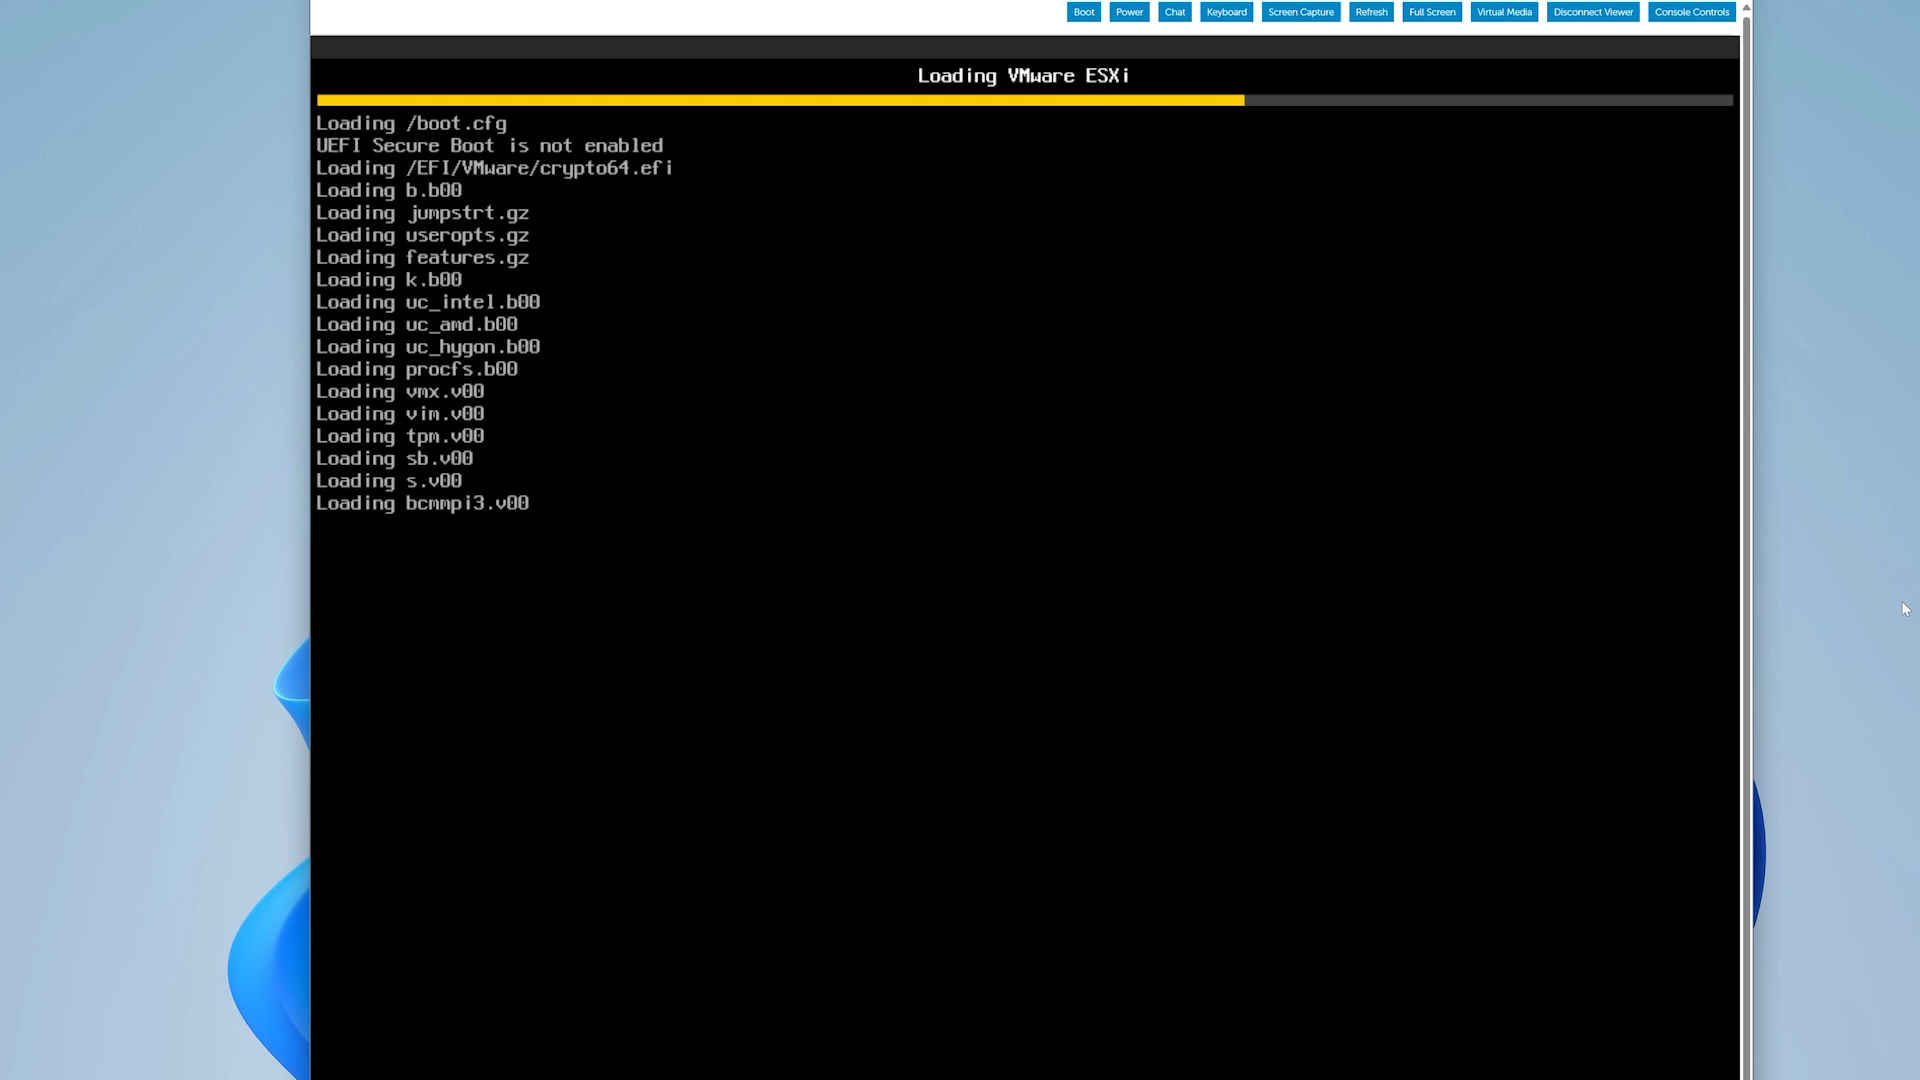 Boot Power Chat Keyboard Screen Capture Refresh Full Screen Virtual Media Disconnect Viewer Console Controls
Loading VMware ESXi
Loading /boot.cfg
UEFI Secure Boot is not enabled
Loading /EFI/VMware/crypto64.efi
Loading b.b00
Loading jumpstrt.gz
Loading useropts.gz
Loading features.gz
Loading k.b00
Loading uc_intel.b00
Loading uc_amd.b00
Loading uc_hygon.b00
Loading procfs.b00
Loading vmx.v00
Loading vim.v00
Loading tpm.v00
Loading sb.v00
Loading s.v00
Loading bcmmpi3.v00